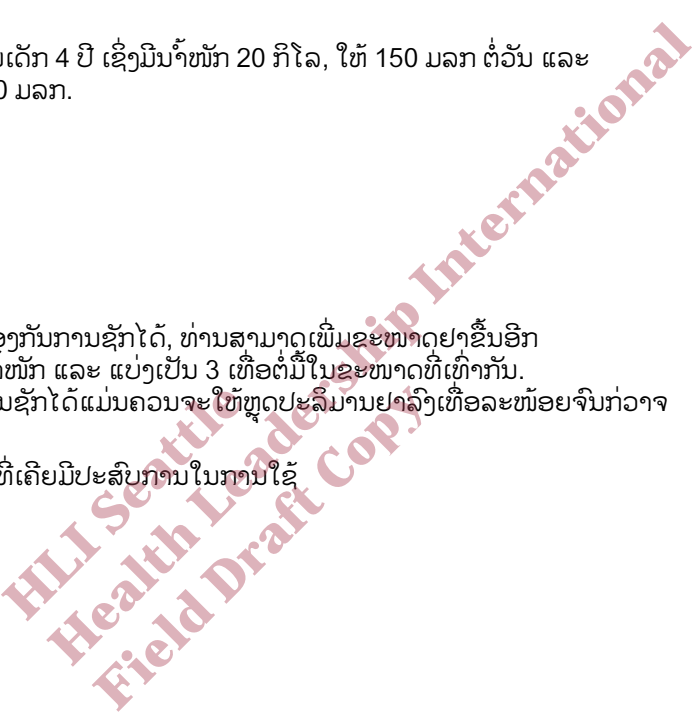 ເດັກ 4 ປີ ເຊິ່ງມີນ້ຳໜັກ 20 ກິໂລ, ໃຫ້ 150 ມລກ ຕໍ່ວັນ ແລະ
0 ມລກ.
ອງກັນການຊັກໄດ້, ທ່ານສາມາດເພີ່ມຂະໜາດຢາຂື້ນອີກ
ໜັກ ແລະ ແບ່ງເປັນ 3 ເທື່ອຕໍ່ມື້ໃນຂະໜາດທີ່ເທົ່າກັນ.
ນຊັກໄດ້ແມ່ນຄວນຈະໃຫ້ຫຼຸດປະລິມານຢາລົງເທື່ອລະໜ້ອຍຈົນກ່ວາຈ
ທີ່ເຄີຍມີປະສົບການໃນການໃຊ້
HLI Seattle
Health Leadership International
Field Draft Copy